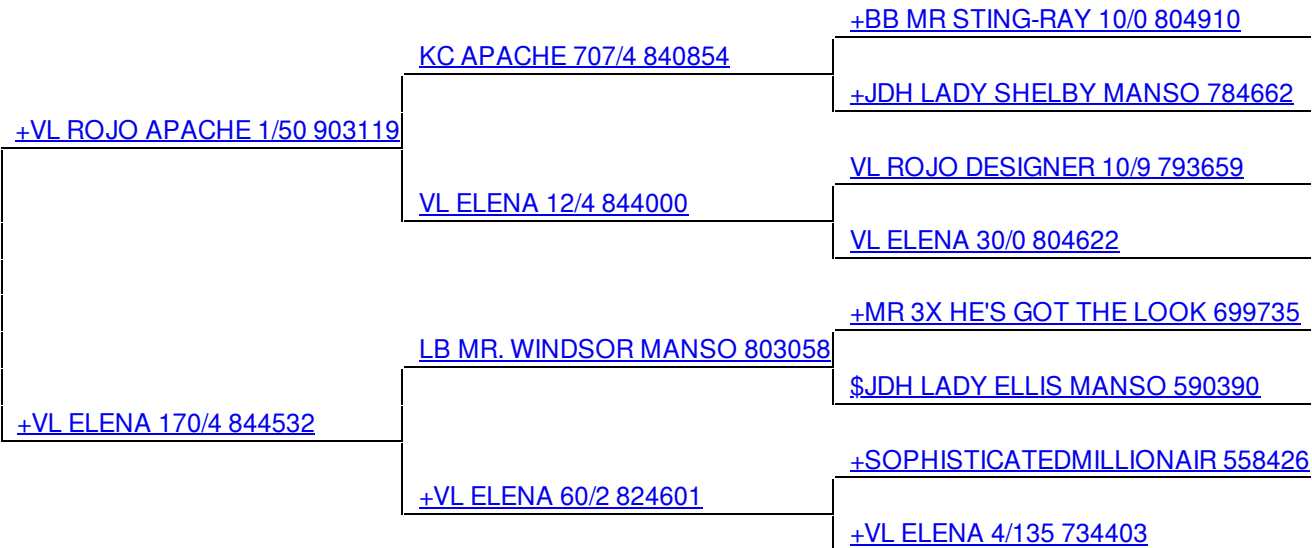 +BB MR STING-RAY 10/0 804910
KC APACHE 707/4 840854
+JDH LADY SHELBY MANSO 784662
+VL ROJO APACHE 1/50 903119
VL ROJO DESIGNER 10/9 793659
VL ELENA 12/4 844000
VL ELENA 30/0 804622
+MR 3X HE'S GOT THE LOOK 699735
LB MR. WINDSOR MANSO 803058
$JDH LADY ELLIS MANSO 590390
+VL ELENA 170/4 844532
+SOPHISTICATEDMILLIONAIR 558426
+VL ELENA 60/2 824601
+VL ELENA 4/135 734403